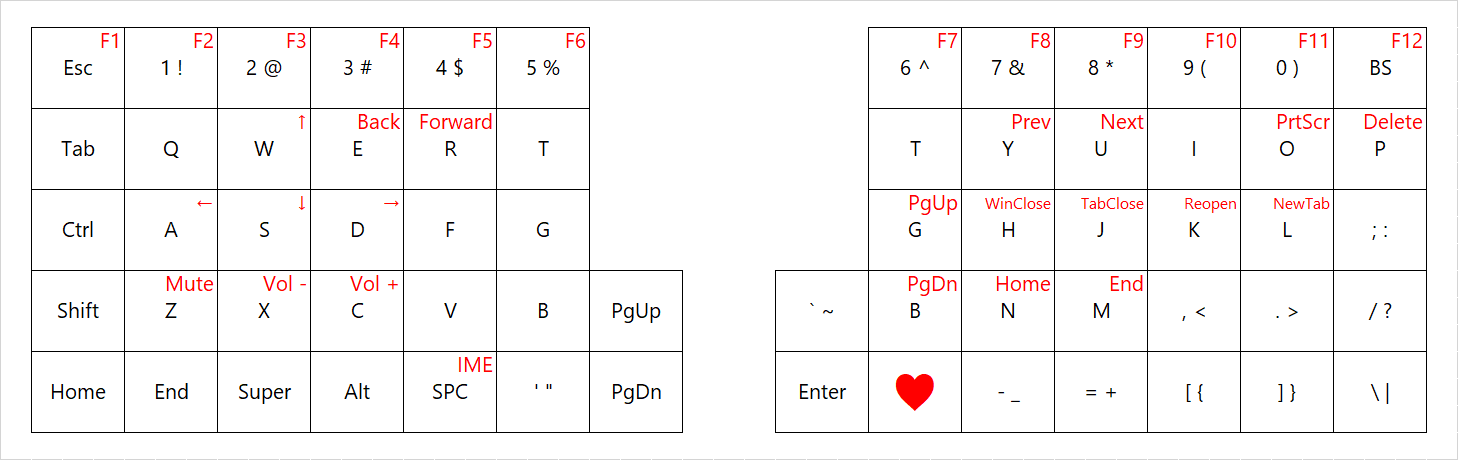 F1 F2 F3 F4 F5 F6 F7 F8 F9 F10 F11 F12
Esc 1 ! 2 @ 3 # 4 $ 5 % 6 ^ 7 & 8 * 9 ( 0 ) BS
↑ Back Forward Prev Next PrtScr Delete
Tab Q W E R T T Y U I O P
← ↓ → PgUp WinClose TabClose Reopen NewTab
Ctrl A S D F G G H J K L ; :
Mute Vol - Vol + PgDn Home End
Shift Z X C V B PgUp ` ~ B N M , < . > / ?
IME
Home End Super Alt SPC ' " PgDn Enter ♥ - _ = + [ { ] } \ |